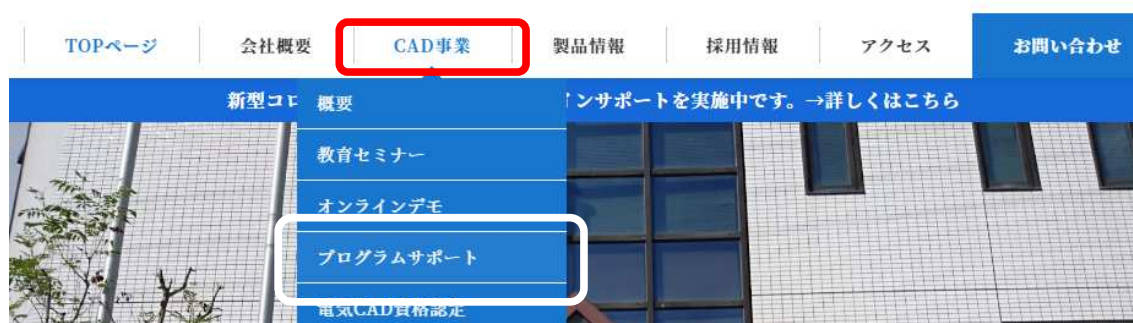 TOPページ 会社概要 CAD事業 製品情報 採用情報 アクセス お問い合わせ
新型コロ ンサポートを実施中です。→詳しくはこちら
概要
教育セミナー
オンラインデモ
プログラムサポート
電気CAD資格認定